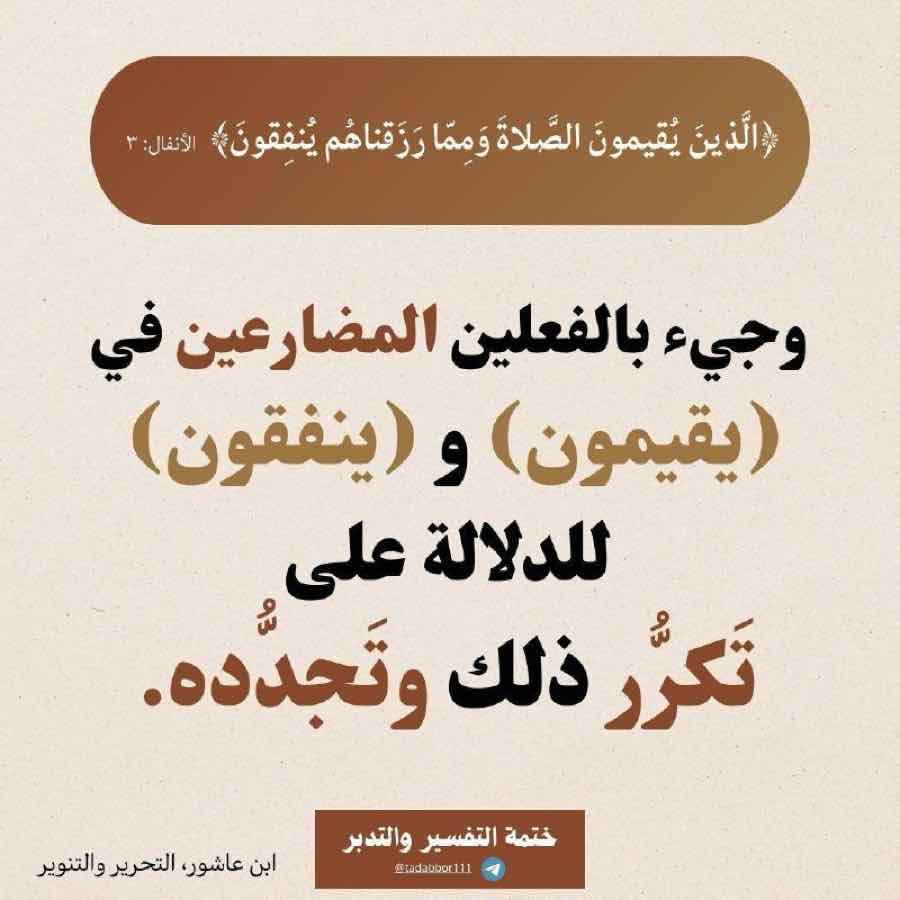 ﴿الَّذينَ يُقيمونَ الصَّلاةَ وَمِمّا رَزَقناهُم يُنفِقونَ﴾ الأنفال: ٣
وجيء بالفعلين المضارعين في
(يقيمون) و (ينفقون)
للدلالة على
تَكرُّر ذلك وتَجدُّده.
ختمة التفسير والتدبر
@tadabbor111
ابن عاشور، التحرير والتنوير